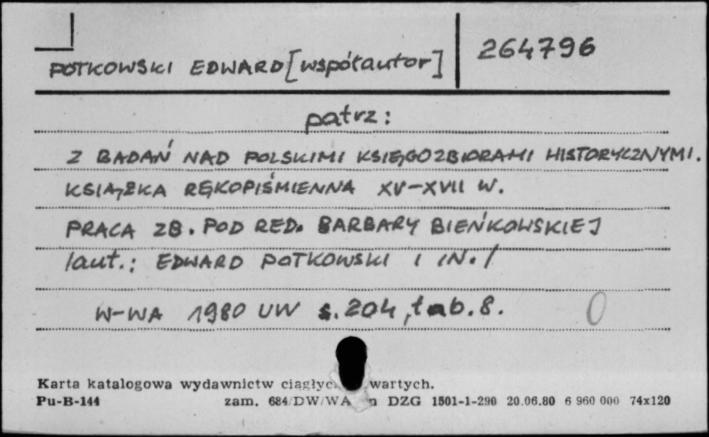 POTKOWSKI EDWARD [współautor]
264796
patrz:
Z BADAŃ NAD POLSKIMI KSIĘGOZBIORAMI HISTORYCZNYMI.
KSIĄŻKA RĘKOPIŚMIENNA XV-XVII W.
PRACA ZB. POD RED. BARBARY BIEŃKOWSKIEJ
/aut.: EDWARD POTKOWSKI I IN./
W-WA 1980 UW s. 204, tab. 8.
0
Karta katalogowa wydawnictw wartych.
Pu-B-144 zam. 684/DW/WA DZG 1501-1-290 20.06.80 6 960 000 74x120